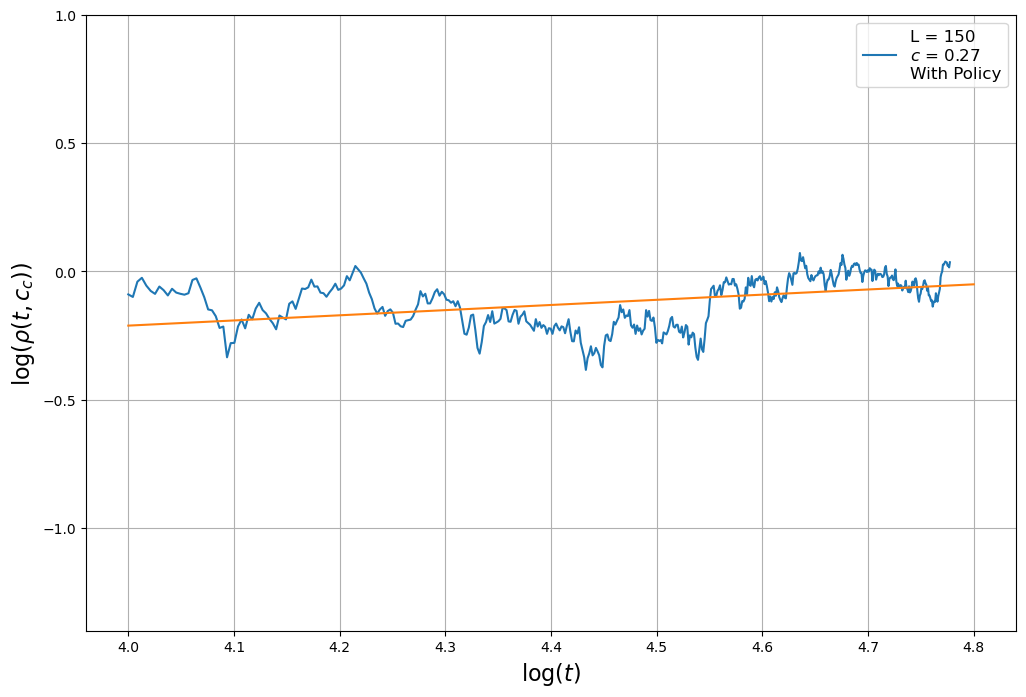 1.0
0.5
0.0
−0.5
−1.0
log(ρ(t, c_c))
L = 150
c = 0.27
With Policy
4.0 4.1 4.2 4.3 4.4 4.5 4.6 4.7 4.8
log(t)